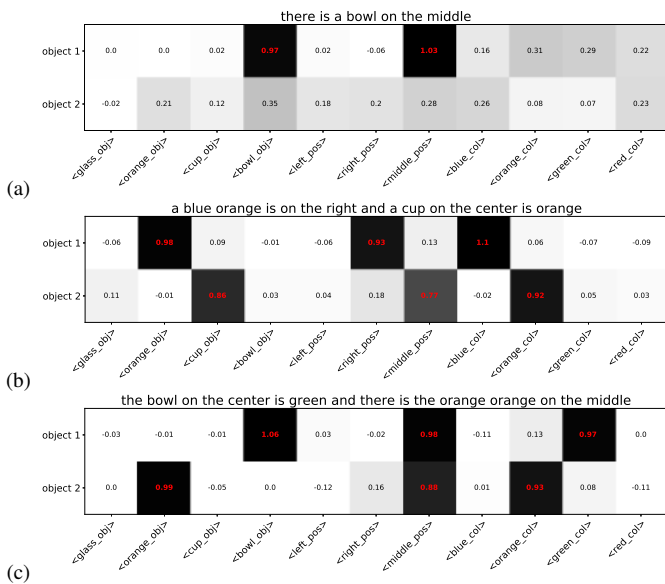 there is a bowl on the middle
object 1 0.0 0.0 0.02 0.97 0.02 -0.06 1.03 0.16 0.31 0.29 0.22
object 2 -0.02 0.21 0.12 0.35 0.18 0.2 0.28 0.26 0.08 0.07 0.23
<glass_obj> <orange_obj> <cup_obj> <bowl_obj> <left_pos> <right_pos> <middle_pos> <blue_col> <orange_col> <green_col> <red_col>
(a)
a blue orange is on the right and a cup on the center is orange
object 1 -0.06 0.98 0.09 -0.01 -0.06 0.93 0.13 1.1 0.06 -0.07 -0.09
object 2 0.11 -0.01 0.86 0.03 0.04 0.18 -0.02 0.92 0.05 0.03
<glass_obj> <orange_obj> <cup_obj> <bowl_obj> <left_pos> <right_pos> <middle_pos> <blue_col> <orange_col> <green_col> <red_col>
(b)
the bowl on the center is green and there is the orange orange on the middle
object 1 -0.03 -0.01 -0.01 1.06 0.03 -0.02 0.98 -0.11 0.13 0.97 0.0
object 2 0.0 0.99 -0.05 0.0 -0.12 0.16 0.88 0.01 0.93 0.08 -0.11
<glass_obj> <orange_obj> <cup_obj> <bowl_obj> <left_pos> <right_pos> <middle_pos> <blue_col> <orange_col> <green_col> <red_col>
(c)